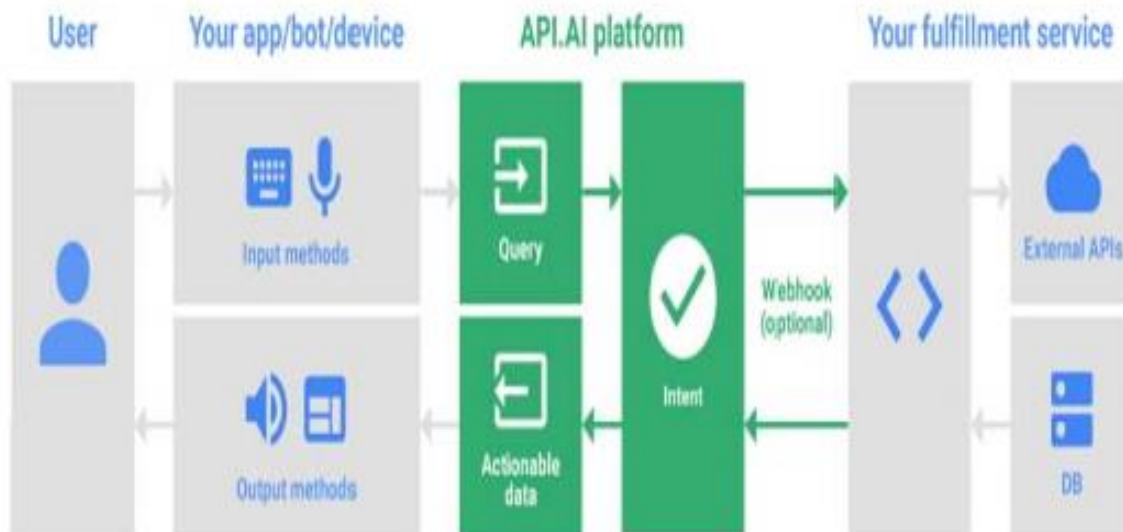 User
Your app/bot/device
API.AI platform
Your fulfillment service
Input methods
Query
Webhook
(optional)
External APIs
Intent
Output methods
Actionable
data
DB